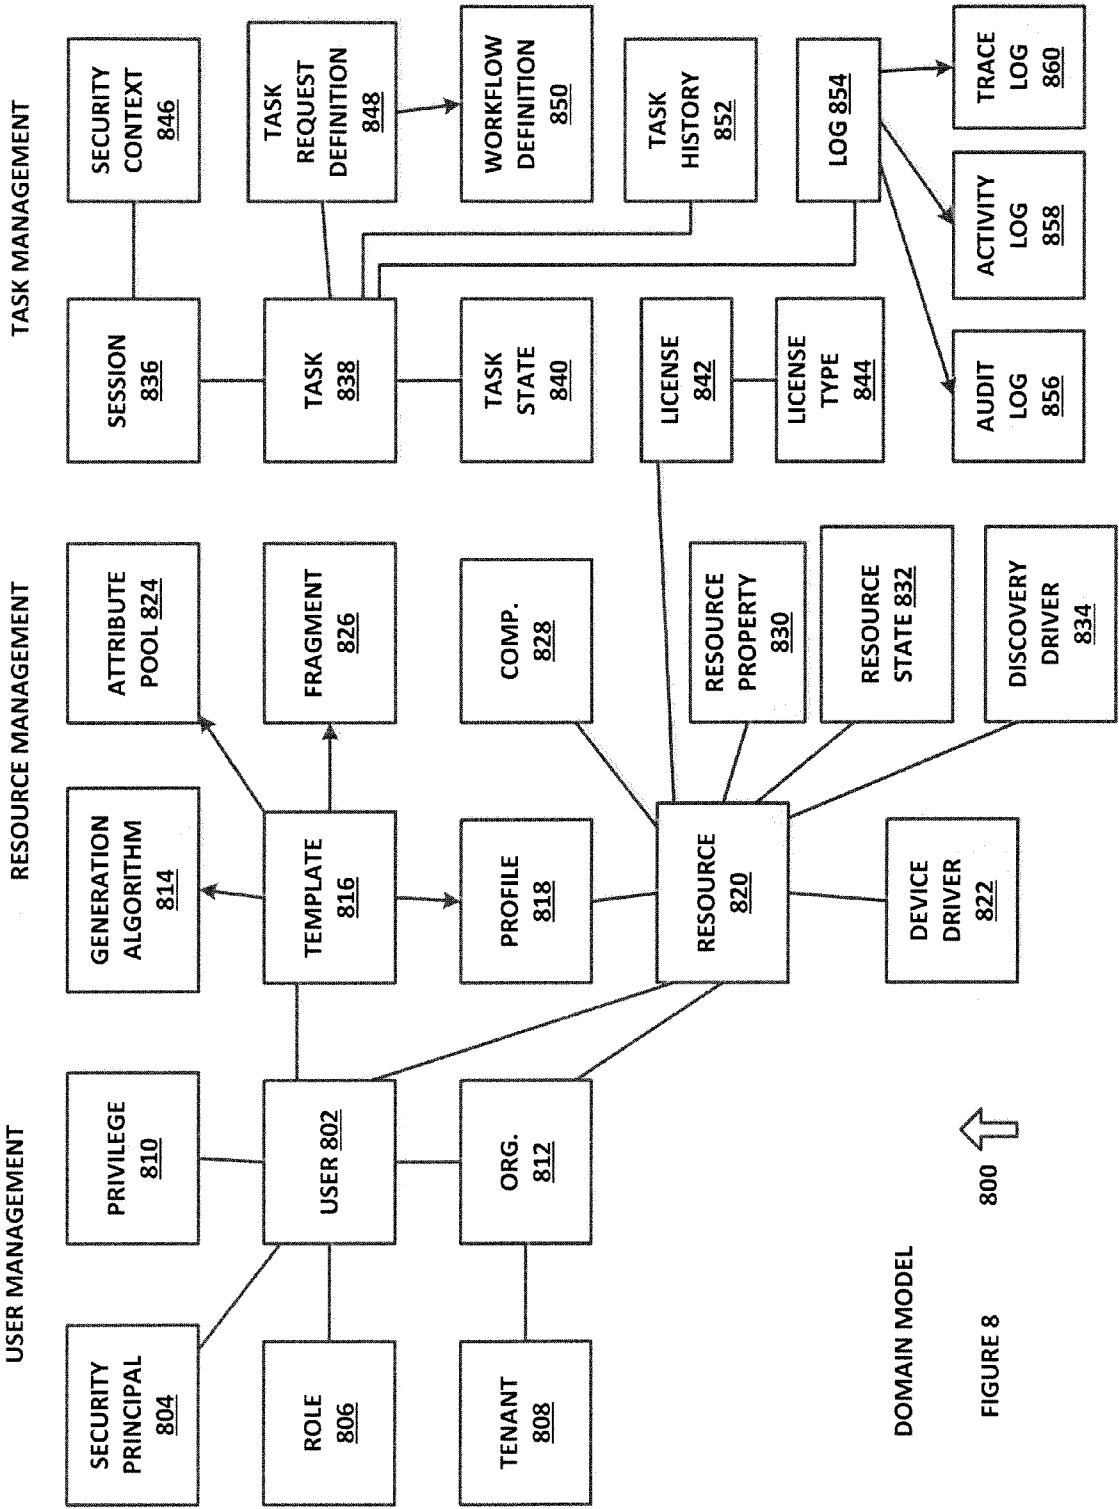 USER MANAGEMENT
RESOURCE MANAGEMENT
TASK MANAGEMENT
SECURITY
PRINCIPAL
804
PRIVILEGE
810
GENERATION
ALGORITHM
814
ATTRIBUTE
POOL 824
SESSION
836
SECURITY
CONTEXT
846
ROLE
806
USER 802
TEMPLATE
816
FRAGMENT
826
TASK
838
TASK
REQUEST
DEFINITION
848
TENANT
808
ORG.
812
PROFILE
818
COMP.
828
TASK
STATE
840
WORKFLOW
DEFINITION
850
RESOURCE
820
RESOURCE
PROPERTY
830
LICENSE
842
TASK
HISTORY
852
RESOURCE
STATE 832
LICENSE
TYPE
844
LOG 854
DEVICE
DRIVER
822
DISCOVERY
DRIVER
834
AUDIT
LOG
856
ACTIVITY
LOG
858
TRACE
LOG
860
DOMAIN MODEL
800
FIGURE 8